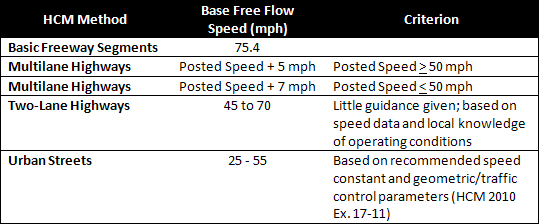 HCM Method Base Free Flow Speed (mph) Criterion
Basic Freeway Segments 75.4
Multilane Highways Posted Speed + 5 mph Posted Speed ≥ 50 mph
Multilane Highways Posted Speed + 7 mph Posted Speed ≤ 50 mph
Two-Lane Highways 45 to 70 Little guidance given; based on
speed data and local knowledge
of operating conditions
Urban Streets 25 - 55 Based on recommended speed
constant and geometric/traffic
control parameters (HCM 2010
Ex. 17-11)